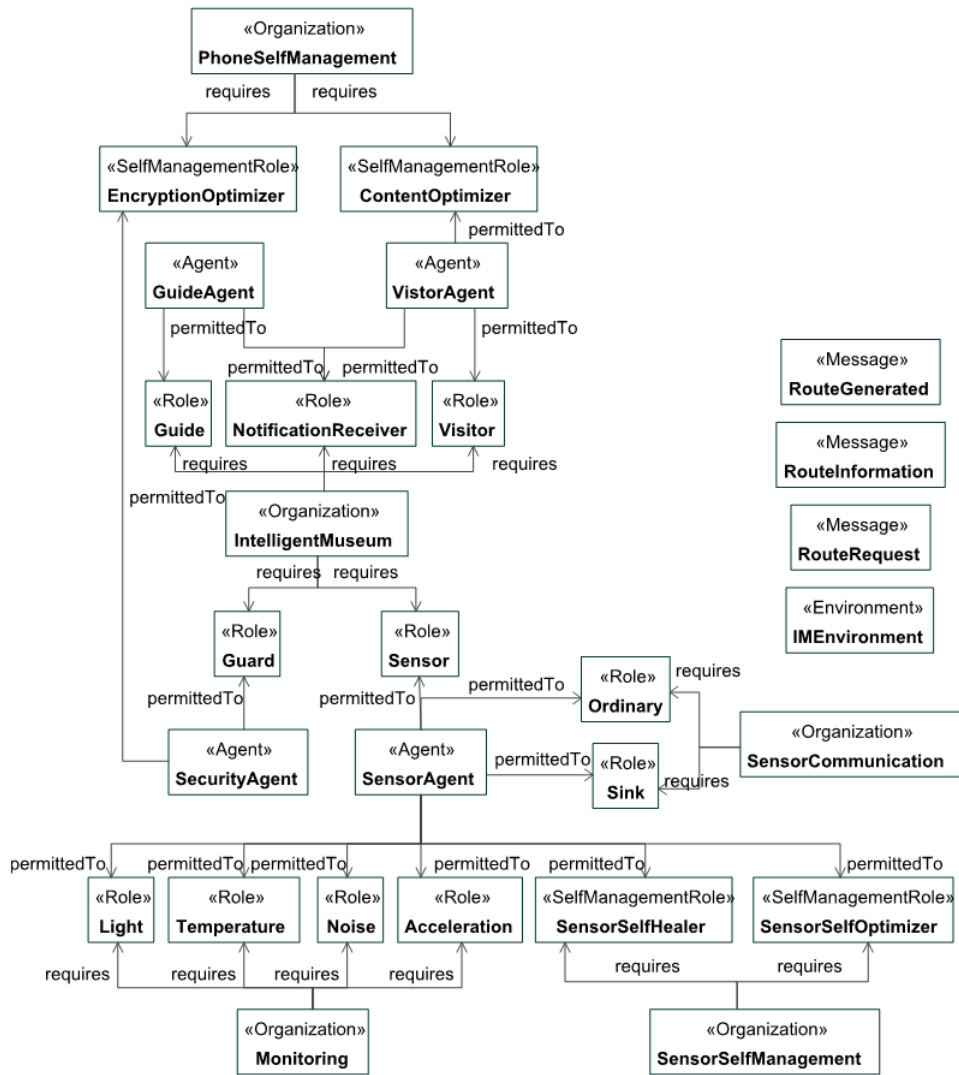 «Organization»
PhoneSelfManagement
requires requires
«SelfManagementRole» «SelfManagementRole»
EncryptionOptimizer ContentOptimizer
permittedTo
«Agent» «Agent»
GuideAgent VistorAgent
permittedTo permittedTo
permittedTo permittedTo
«Message»
RouteGenerated
«Role» «Role» «Role»
Guide NotificationReceiver Visitor
«Message»
RouteInformation
requires requires requires
permittedTo
«Organization»
IntelligentMuseum
«Message»
RouteRequest
requires requires
«Environment»
IMEnvironment
«Role» «Role»
Guard Sensor
permittedTo permittedTo permittedTo
«Role»
Ordinary
requires
«Agent» «Agent»
SecurityAgent SensorAgent
permittedTo
«Role»
Sink
requires
«Organization»
SensorCommunication
permittedTo permittedTo permittedTo permittedTo permittedTo permittedTo
«Role» «Role» «Role» «Role» «SelfManagementRole» «SelfManagementRole»
Light Temperature Noise Acceleration SensorSelfHealer SensorSelfOptimizer
requires requires requires requires requires requires
«Organization» «Organization»
Monitoring SensorSelfManagement